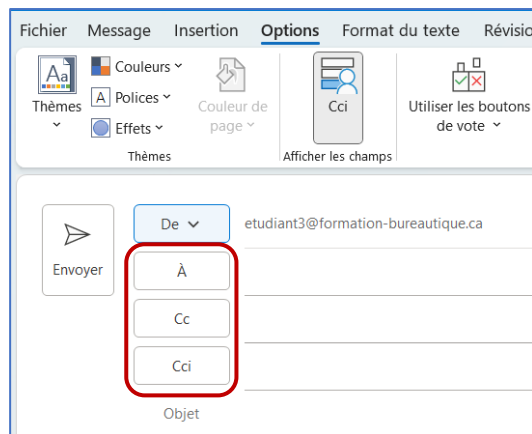 Fichier Message Insertion Options Format du texte Révisio
Thèmes
Couleurs
Polices
Effets
Couleur de
page
Cci
Utiliser les boutons
de vote
Thèmes
Afficher les champs
Envoyer
De
etudiant3@formation-bureautique.ca
À
Cc
Cci
Objet